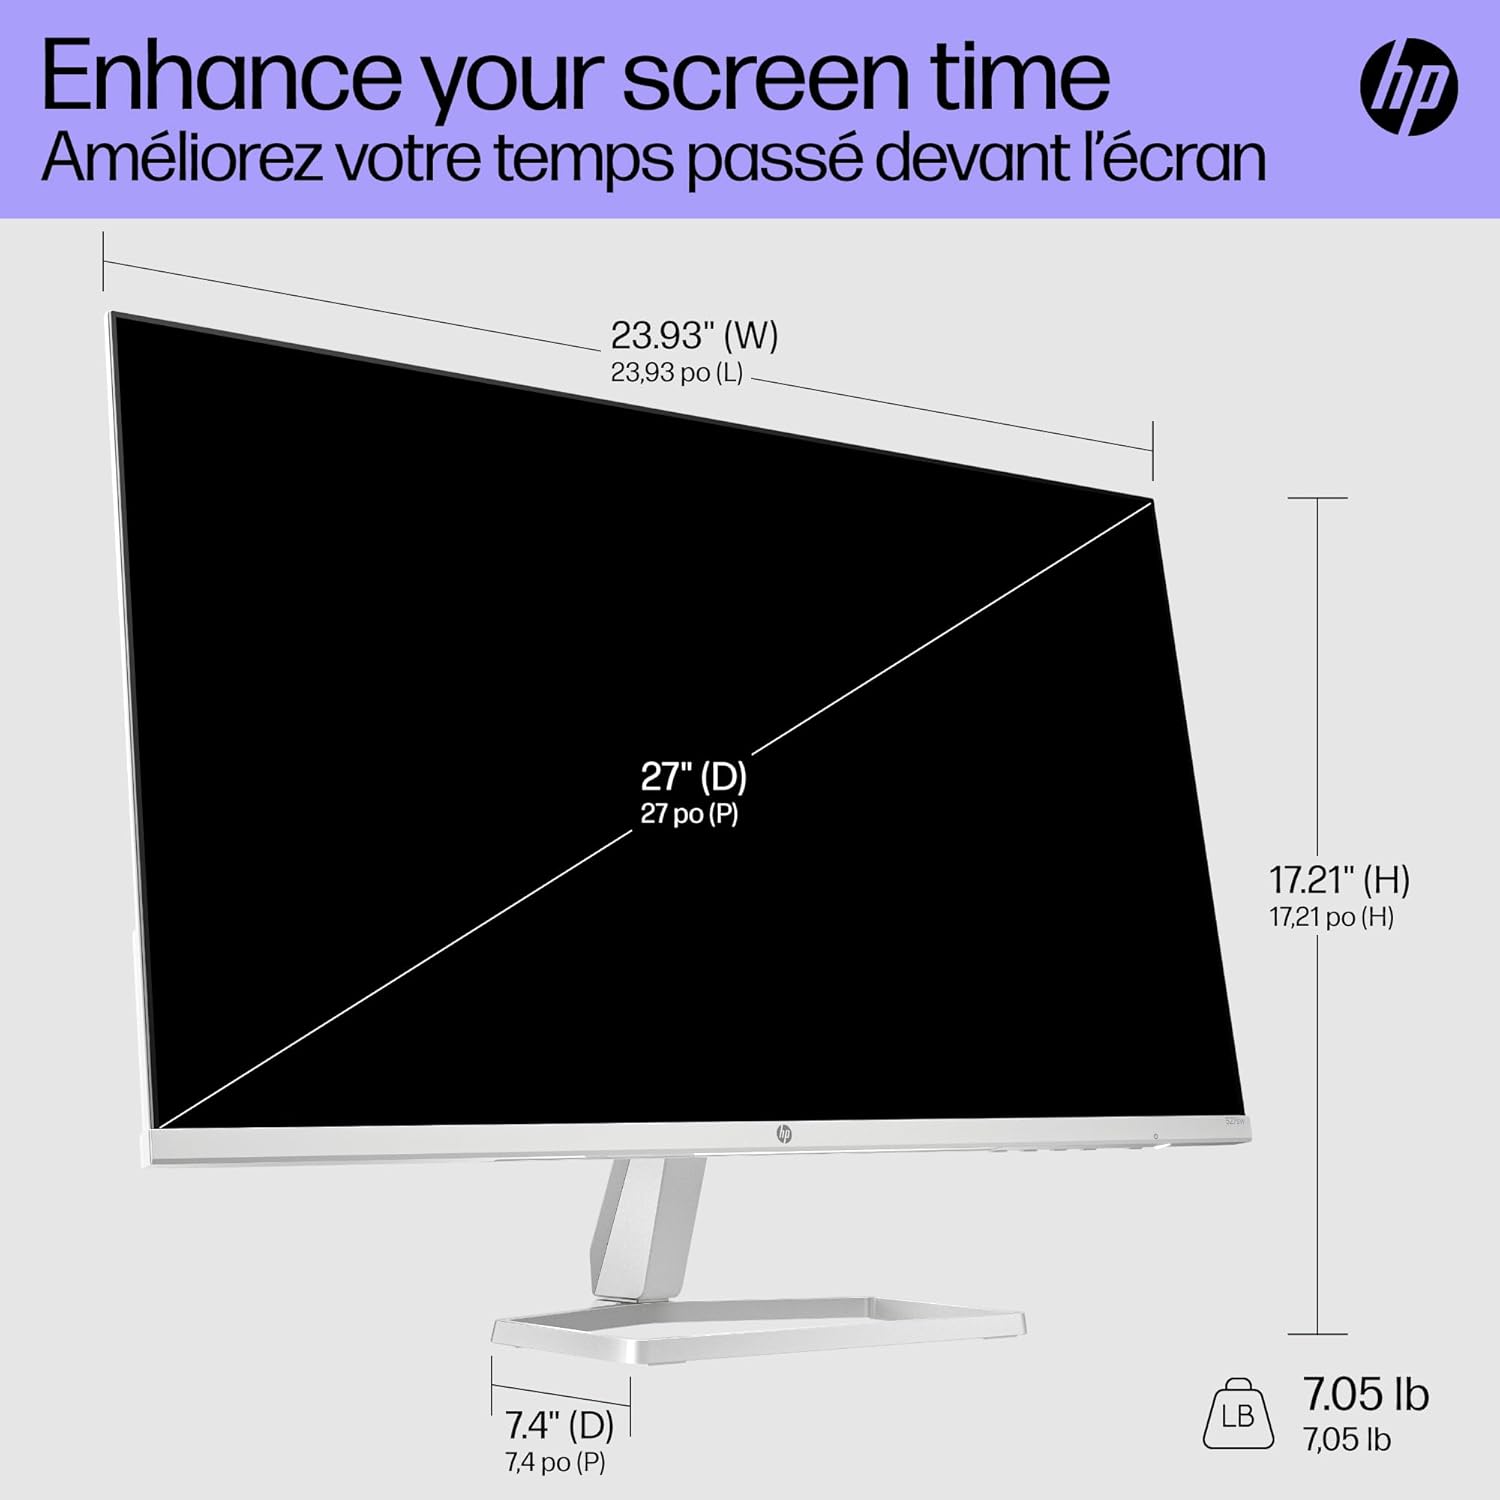 Enhance your screen time
Améliorez votre temps passé devant l'écran
hp
23.93" (W)
23,93 po (L)
27" (D)
27 po (P)
17.21" (H)
17,21 po (H)
hp
7.4" (D)
7,4 po (P)
LB
7.05 lb
7,05 lb